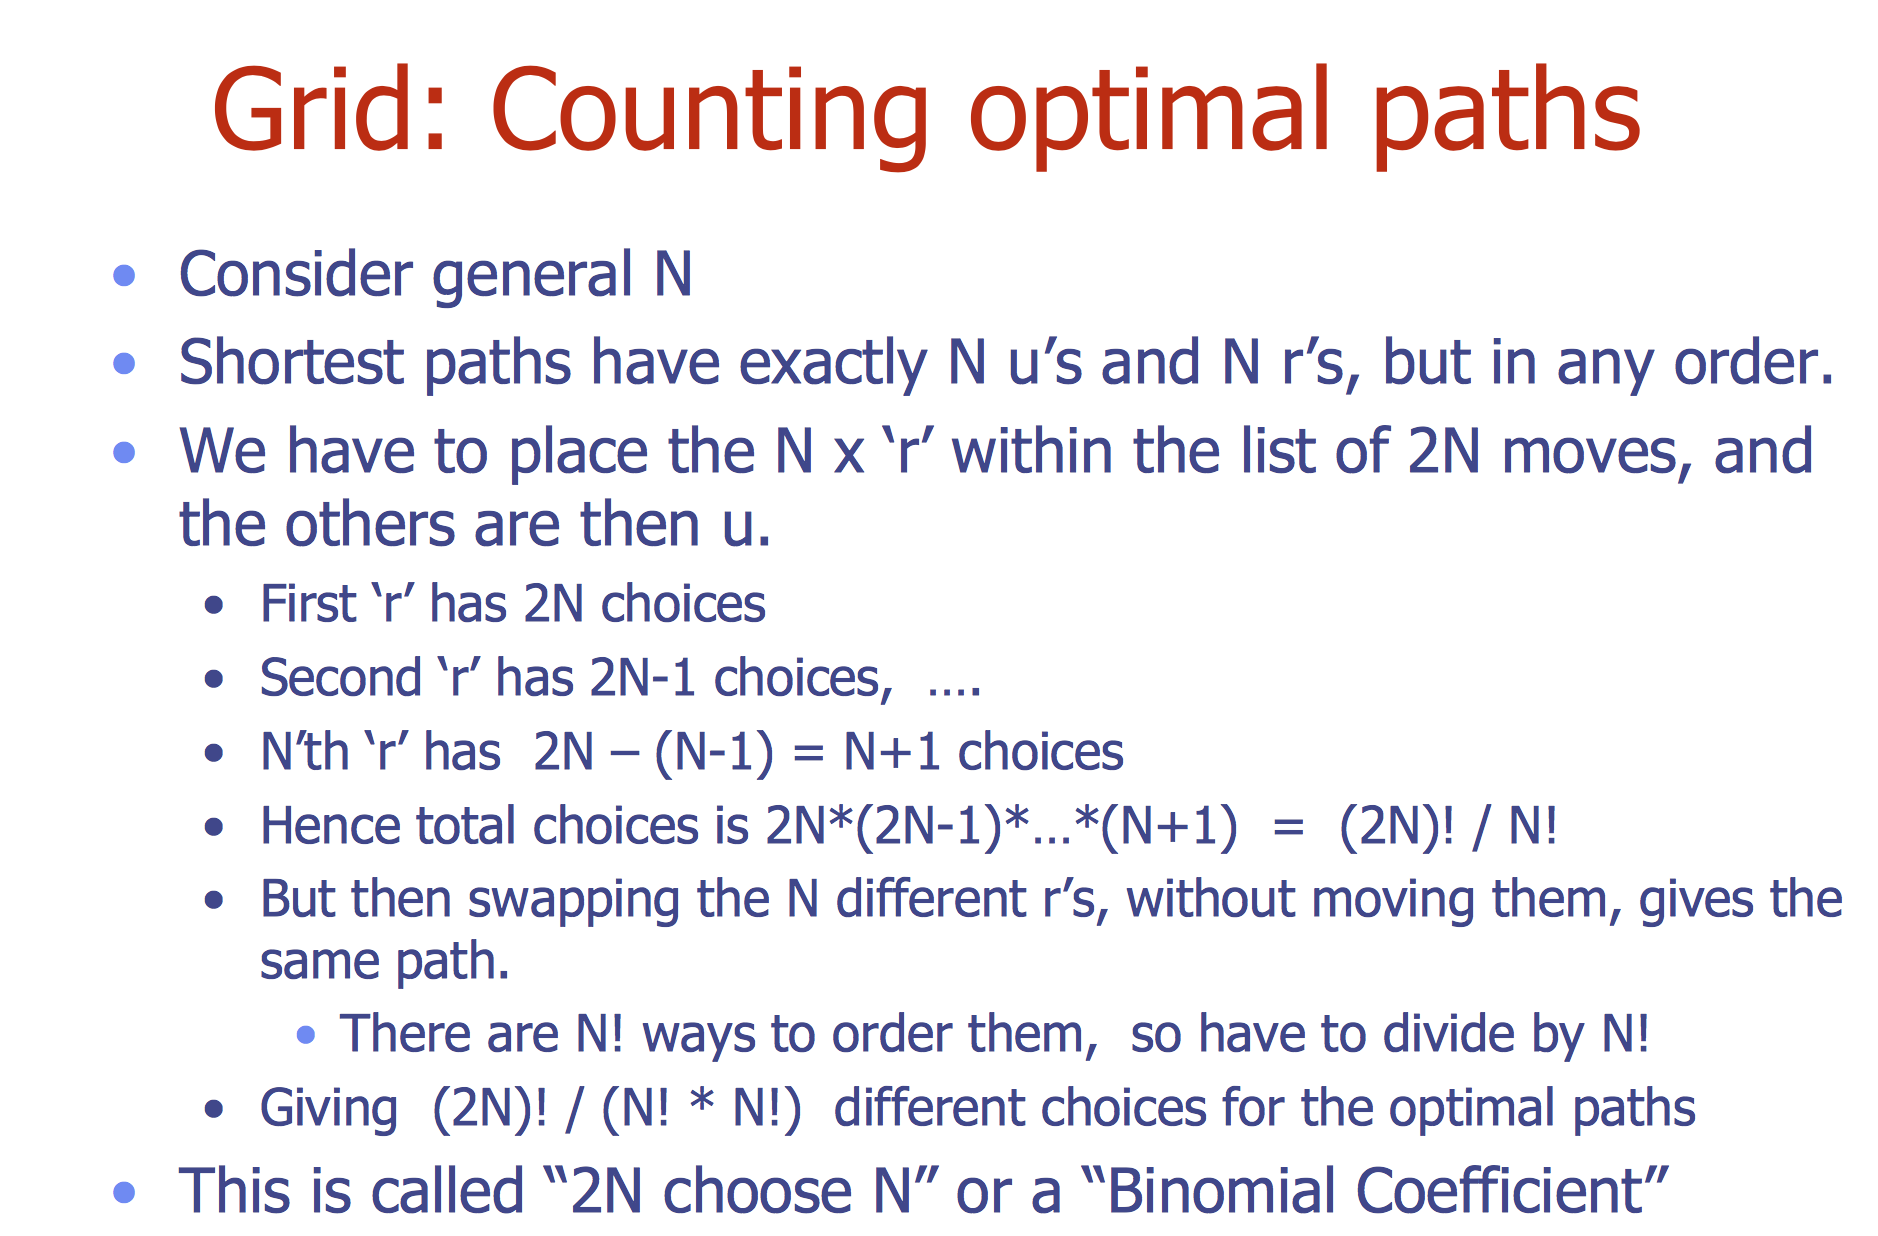 Grid: Counting optimal paths
• Consider general N
• Shortest paths have exactly N u’s and N r’s, but in any order.
• We have to place the N x ‘r’ within the list of 2N moves, and
the others are then u.
• First ‘r’ has 2N choices
• Second ‘r’ has 2N-1 choices,  ….
• N’th ‘r’ has  2N – (N-1) = N+1 choices
• Hence total choices is 2N*(2N-1)*…*(N+1)  =  (2N)! / N!
• But then swapping the N different r’s, without moving them, gives the
same path.
• There are N! ways to order them,  so have to divide by N!
• Giving  (2N)! / (N! * N!)  different choices for the optimal paths
• This is called “2N choose N” or a “Binomial Coefficient”